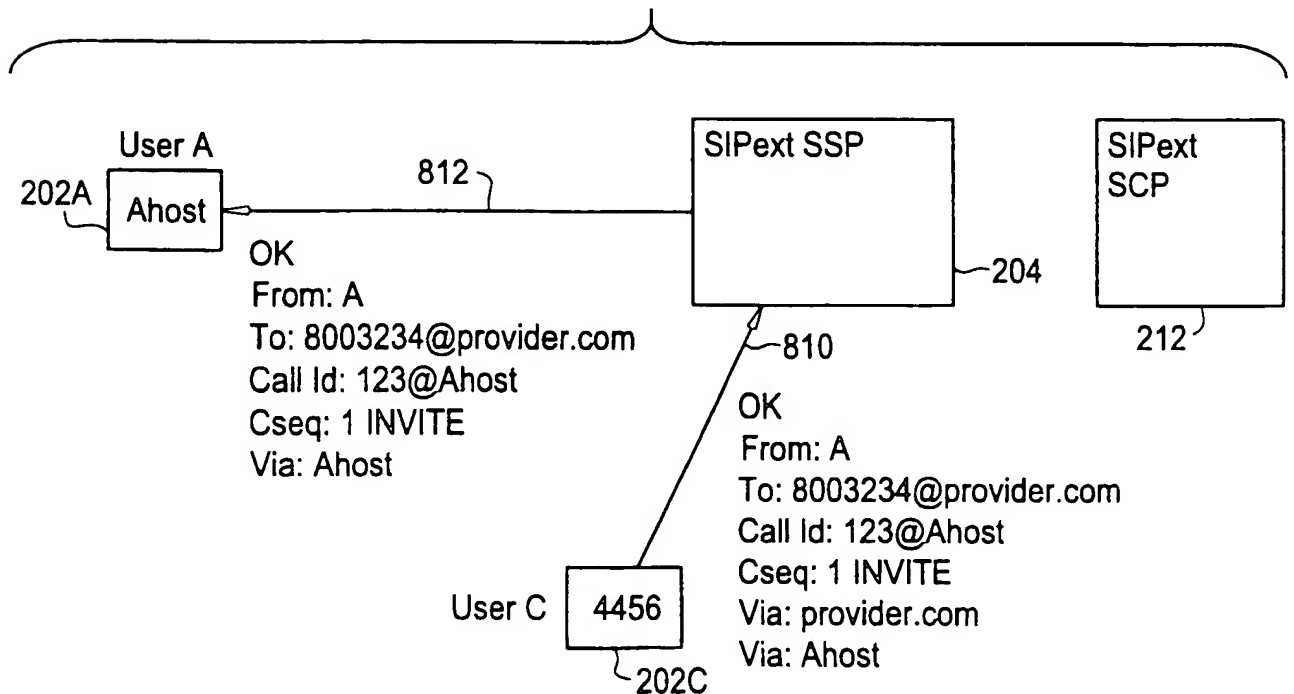 User A
202A
Ahost
812
SIPext SSP
204
SIPext
SCP
212
OK
From: A
To: 8003234@provider.com
Call Id: 123@Ahost
Cseq: 1 INVITE
Via: Ahost
810
OK
From: A
To: 8003234@provider.com
Call Id: 123@Ahost
Cseq: 1 INVITE
Via: provider.com
Via: Ahost
User C
4456
202C